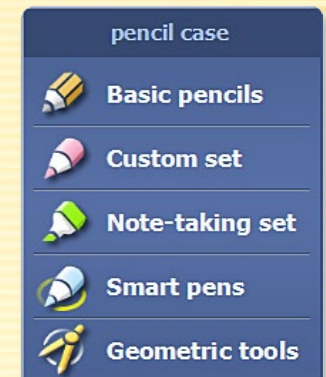 pencil case
Basic pencils
Custom set
Note-taking set
Smart pens
Geometric tools